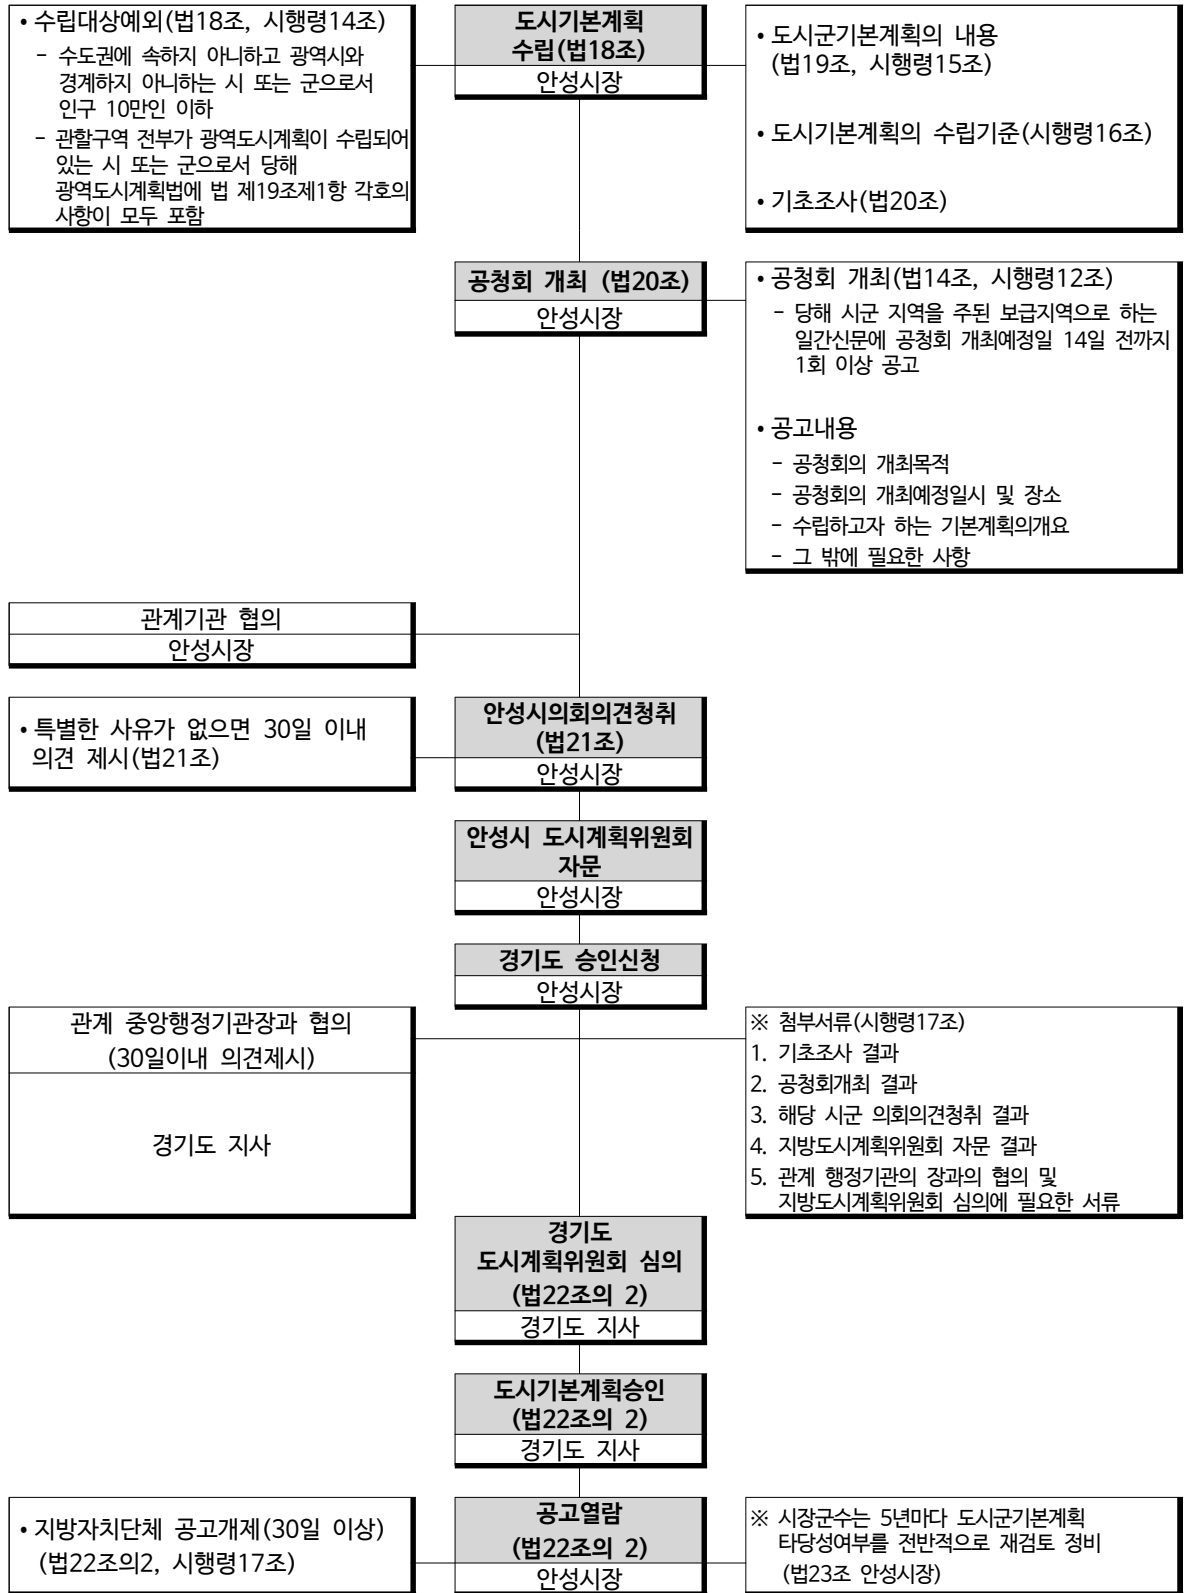 • 수립대상예외(법18조, 시행령14조)
- 수도권에 속하지 아니하고 광역시와
경계하지 아니하는 시 또는 군으로서
인구 10만인 이하
- 관할구역 전부가 광역도시계획이 수립되어
있는 시 또는 군으로서 당해
광역도시계획법에 법 제19조제1항 각호의
사항이 모두 포함
도시기본계획
수립(법18조)
안성시장
• 도시군기본계획의 내용
(법19조, 시행령15조)
• 도시기본계획의 수립기준(시행령16조)
• 기초조사(법20조)
공청회 개최 (법20조)
안성시장
• 공청회 개최(법14조, 시행령12조)
- 당해 시군 지역을 주된 보급지역으로 하는
일간신문에 공청회 개최예정일 14일 전까지
1회 이상 공고
• 공고내용
- 공청회의 개최목적
- 공청회의 개최예정일시 및 장소
- 수립하고자 하는 기본계획의개요
- 그 밖에 필요한 사항
관계기관 협의
안성시장
• 특별한 사유가 없으면 30일 이내
의견 제시(법21조)
안성시의회의견청취
(법21조)
안성시장
안성시 도시계획위원회
자문
안성시장
경기도 승인신청
안성시장
관계 중앙행정기관장과 협의
(30일이내 의견제시)
경기도 지사
※ 첨부서류(시행령17조)
1. 기초조사 결과
2. 공청회개최 결과
3. 해당 시군 의회의견청취 결과
4. 지방도시계획위원회 자문 결과
5. 관계 행정기관의 장과의 협의 및
지방도시계획위원회 심의에 필요한 서류
경기도
도시계획위원회 심의
(법22조의 2)
경기도 지사
도시기본계획승인
(법22조의 2)
경기도 지사
• 지방자치단체 공고개제(30일 이상)
(법22조의2, 시행령17조)
공고열람
(법22조의 2)
안성시장
※ 시장군수는 5년마다 도시군기본계획
타당성여부를 전반적으로 재검토 정비
(법23조 안성시장)